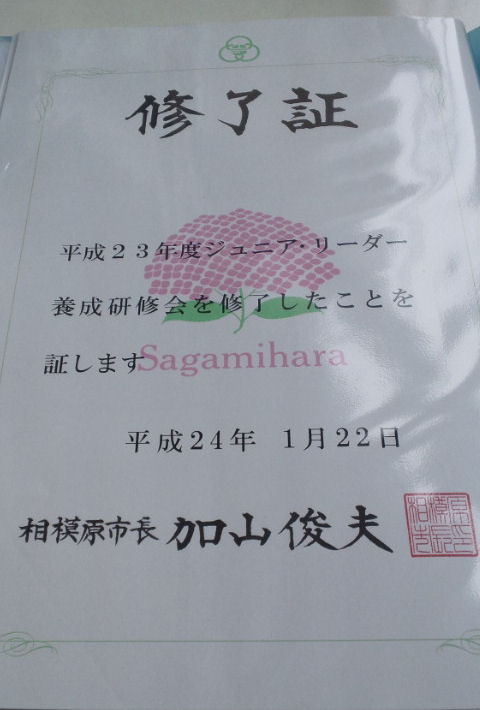 修了証
平成２３年度ジュニア・リーダー
養成研修会を修了したことを
証します
Sagamihara
平成24年 1月22日
相模原市長 加山俊夫